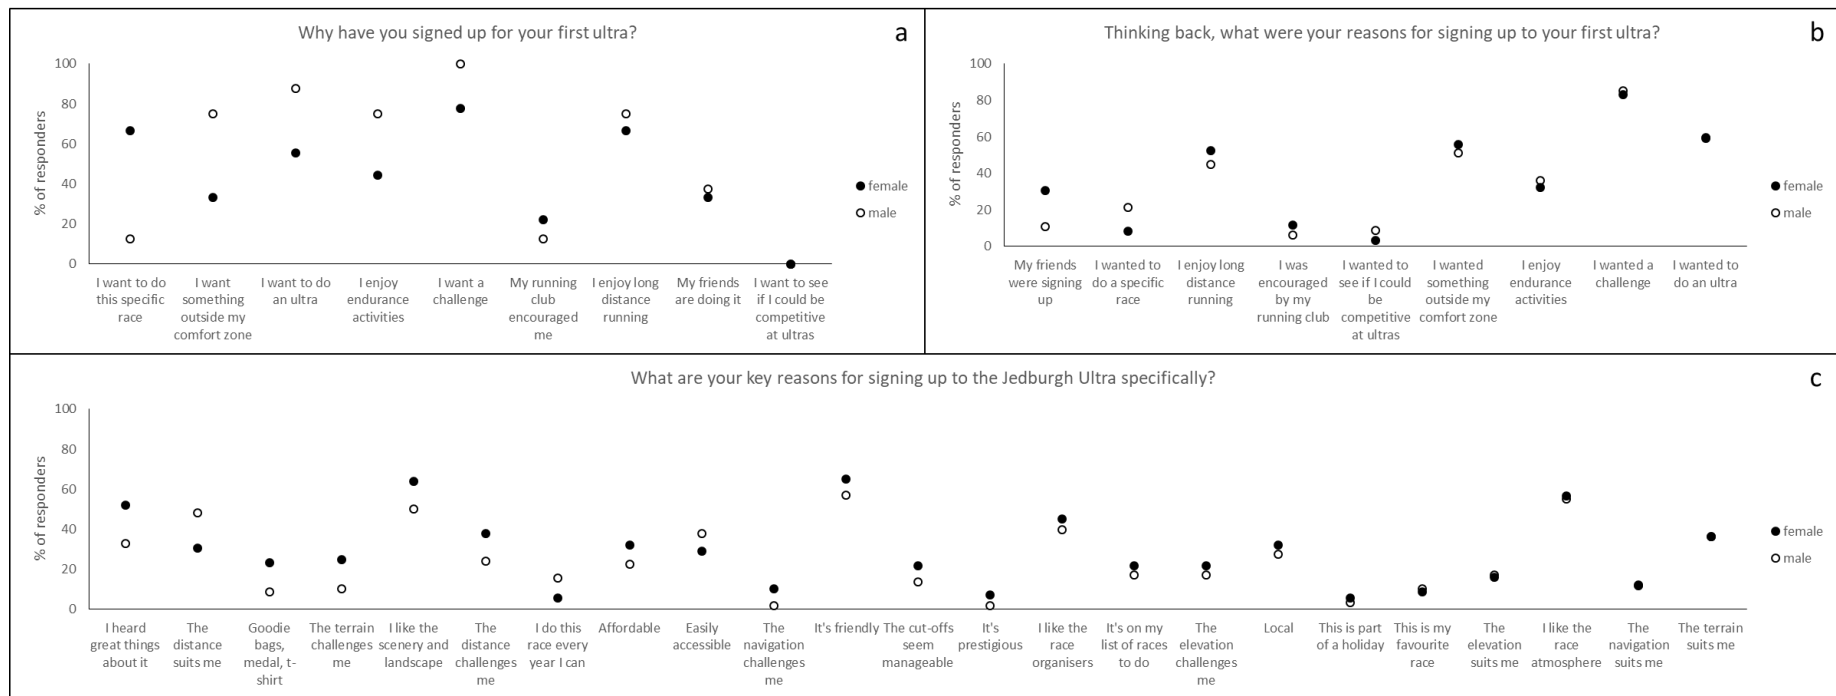 Why have you signed up for your first ultra?
a
100
80
60
40
20
0
% of responders
I want to do
this specific
race
I want
something
outside my
comfort zone
I want to do
an ultra
I enjoy
endurance
activities
I want a
challenge
My running
club
encouraged
me
I enjoy long
distance
running
My friends
are doing it
I want to see
if I could be
competitive
at ultras
female
male
Thinking back, what were your reasons for signing up to your first ultra?
b
100
80
60
40
20
0
% of responders
My friends
were signing
up
I wanted to
do a specific
race
I enjoy long
distance
running
I was
encouraged
by my
running club
I wanted to
see if I could
be
competitive
at ultras
I wanted
something
outside my
comfort zone
I enjoy
endurance
activities
I wanted a
challenge
I wanted to
do an ultra
female
male
What are your key reasons for signing up to the Jedburgh Ultra specifically?
c
100
80
60
40
20
0
% of responders
I heard
great things
about it
The
distance
suits me
Goodie
bags,
medal, t-
shirt
The terrain
challenges
me
I like the
scenery and
landscape
The
distance
challenges
me
I do this
race every
year I can
Affordable
Easily
accessible
The
navigation
challenges
me
It's friendly
The cut-offs
seem
manageable
It's
prestigious
I like the
race
organisers
It's on my
list of races
to do
The
elevation
challenges
me
Local
This is part
of a holiday
This is my
favourite
race
The
elevation
suits me
I like the
race
atmosphere
The
navigation
suits me
The terrain
suits me
female
male